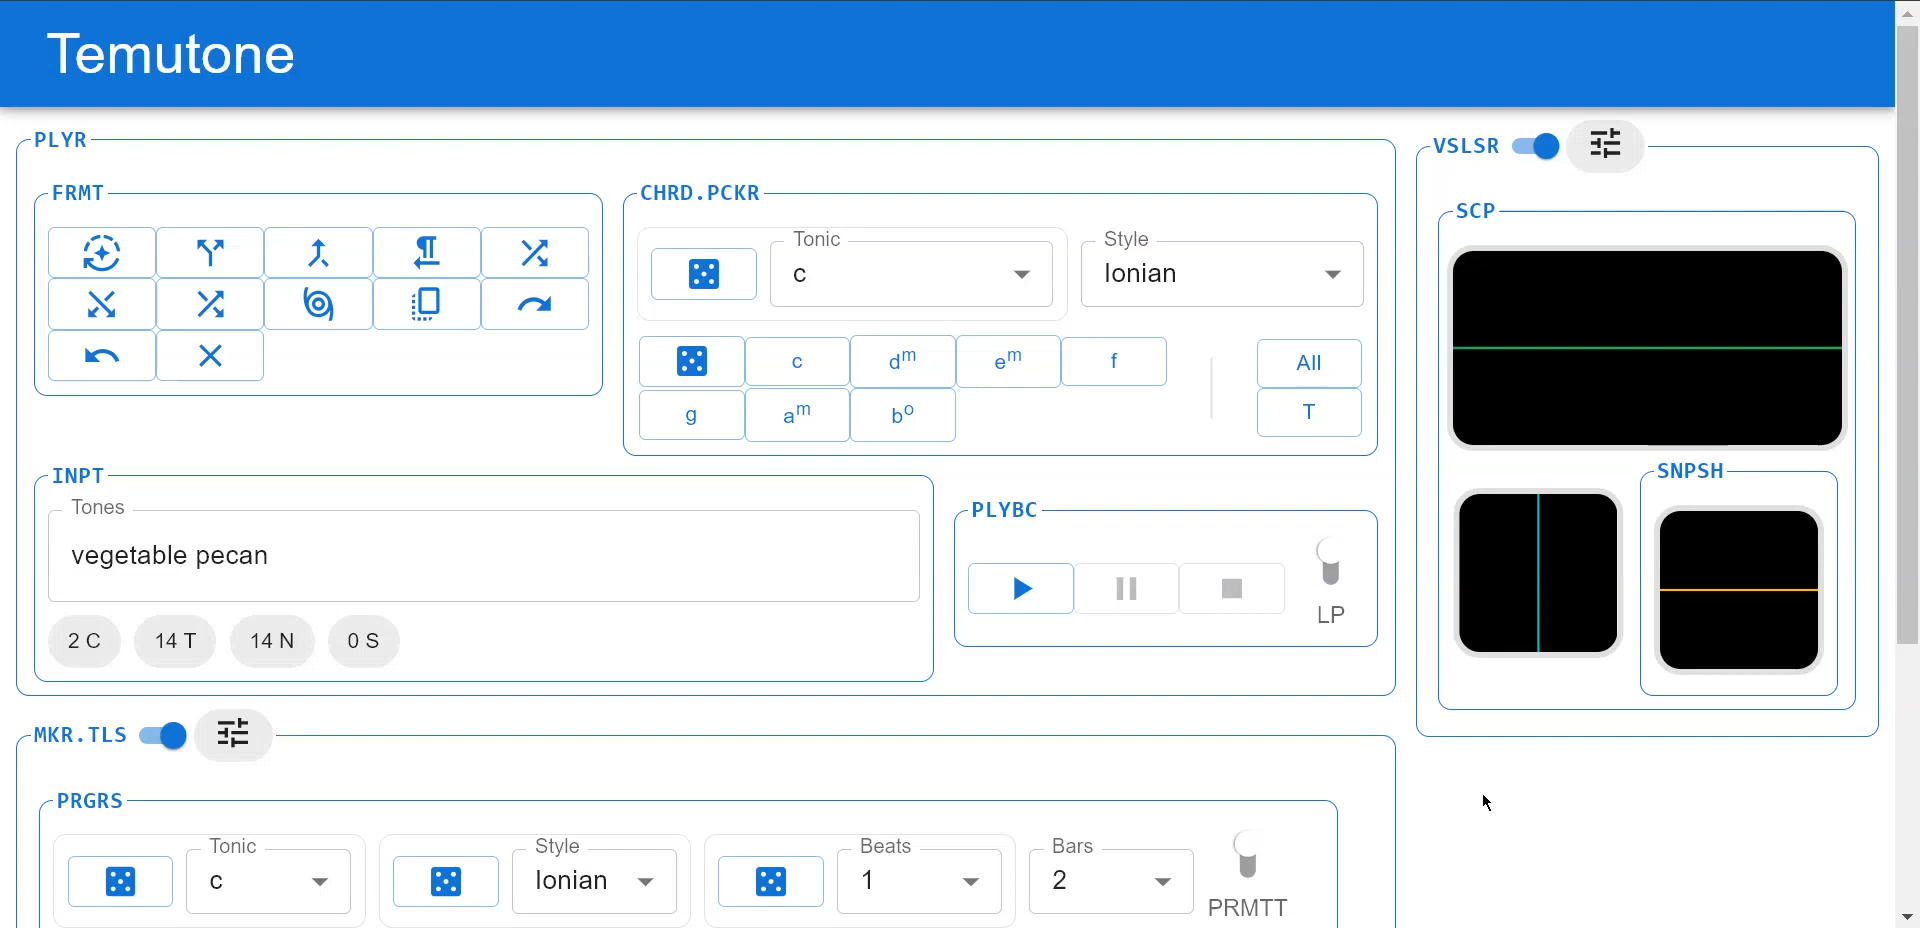 Temutone
PLYR
FRMT
CHRD.PCKR
Tonic
c
Style
Ionian
c
dm
em
f
g
am
bo
All
T
INPT
Tones
vegetable pecan
2 C
14 T
14 N
0 S
PLYBC
LP
VSLSR
SCP
SNPSH
MKR.TLS
PRGRS
Tonic
c
Style
Ionian
Beats
1
Bars
2
PRMTT